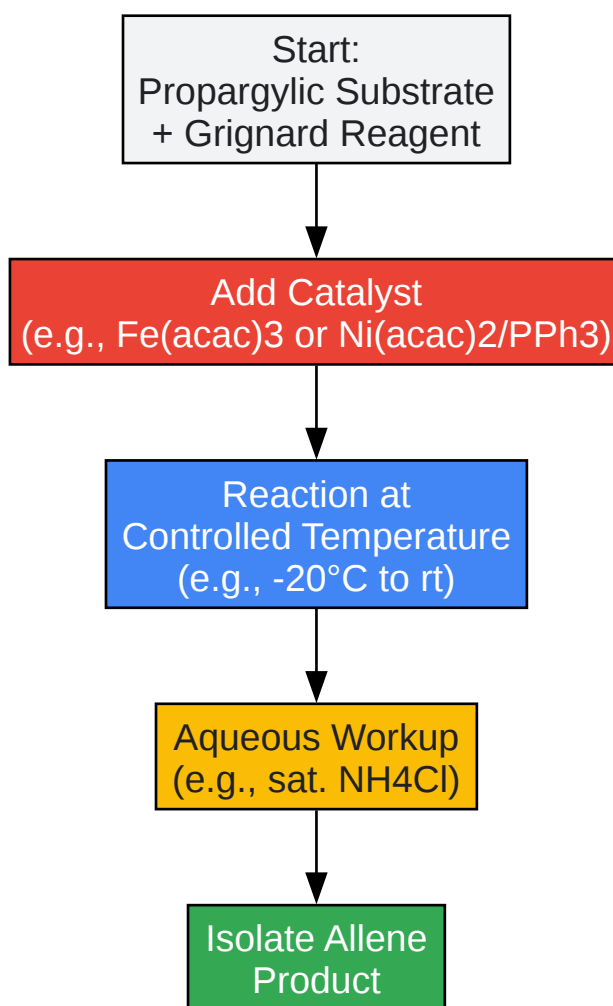 Start:
Propargylic Substrate
+ Grignard Reagent
Add Catalyst
(e.g., Fe(acac)3 or Ni(acac)2/PPh3)
Reaction at
Controlled Temperature
(e.g., -20°C to rt)
Aqueous Workup
(e.g., sat. NH4Cl)
Isolate Allene
Product